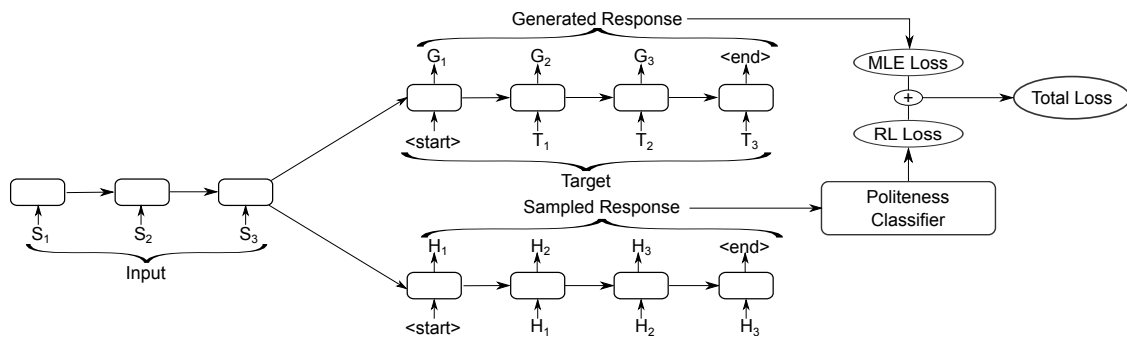 Generated Response
G1 G2 G3 <end>
MLE Loss
+
Total Loss
RL Loss
<start> T1 T2 T3
Target
Politeness
Classifier
Sampled Response
S1 S2 S3
Input
H1 H2 H3 <end>
<start> H1 H2 H3